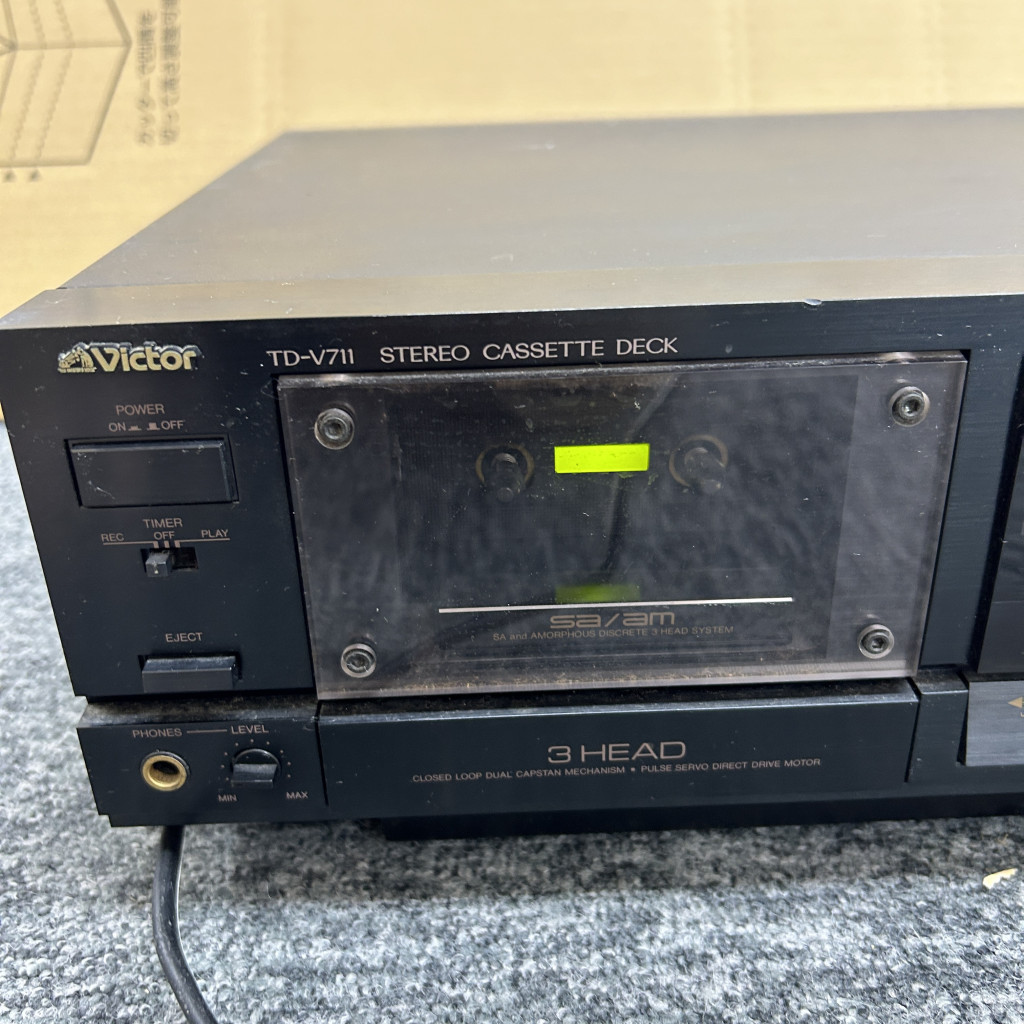 Victor
TD-V711 STEREO CASSETTE DECK
POWER
ON OFF
TIMER
REC OFF PLAY
EJECT
sa/am
SA and AMORPHOUS DISCRETE 3 HEAD SYSTEM
PHONES LEVEL
MIN MAX
3 HEAD
CLOSED LOOP DUAL CAPSTAN MECHANISM • PULSE SERVO DIRECT DRIVE MOTOR